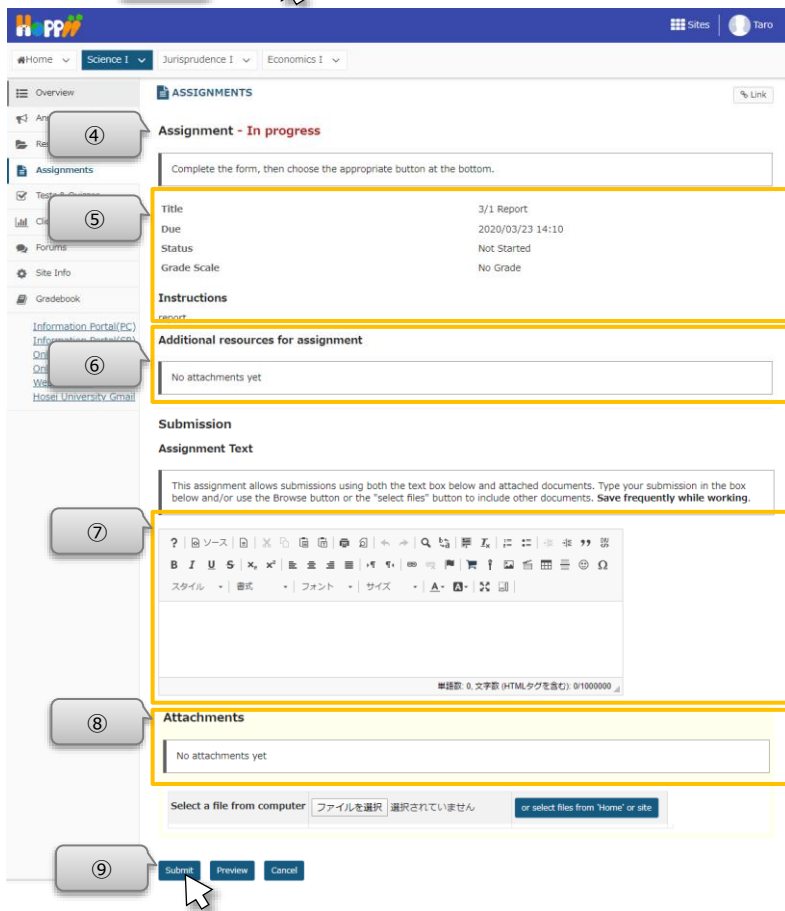 HoPPii
Sites
Taro
Home
Science I
Jurisprudence I
Economics I
Overview
ASSIGNMENTS
Link
④
Assignment - In progress
Assignments
Complete the form, then choose the appropriate button at the bottom.
⑤
Title 3/1 Report
Due 2020/03/23 14:10
Status Not Started
Grade Scale No Grade
Forums
Site Info
Gradebook
Instructions
report
Information Portal(PC)
Additional resources for assignment
⑥
No attachments yet
Hosei University Gmail
Submission
Assignment Text
This assignment allows submissions using both the text box below and attached documents. Type your submission in the box
below and/or use the Browse button or the "select files" button to include other documents. Save frequently while working.
⑦
? ソース
B I U S x₂ x² Ω
スタイル 書式 フォント サイズ A A
単語数: 0, 文字数 (HTMLタグを含む): 0/1000000
⑧
Attachments
No attachments yet
Select a file from computer ファイルを選択 選択されていません or select files from 'Home' or site
⑨
Submit Preview Cancel